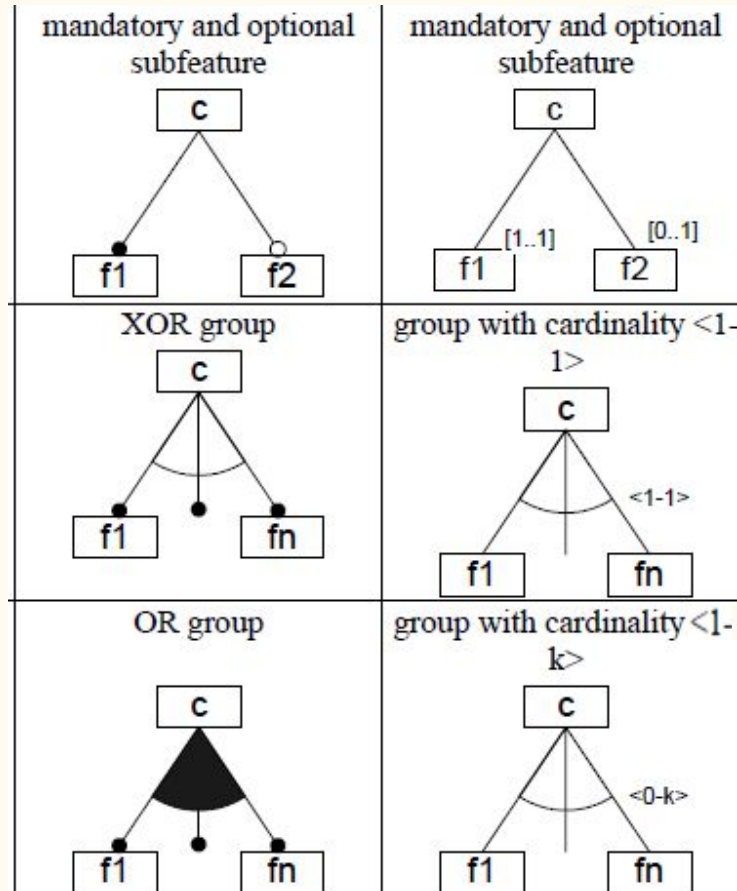 mandatory and optional
subfeature
c
f1
f2
mandatory and optional
subfeature
c
[1..1]
[0..1]
f1
f2
XOR group
c
f1
fn
group with cardinality <1-
1>
c
<1-1>
f1
fn
OR group
c
f1
fn
group with cardinality <1-
k>
c
<0-k>
f1
fn